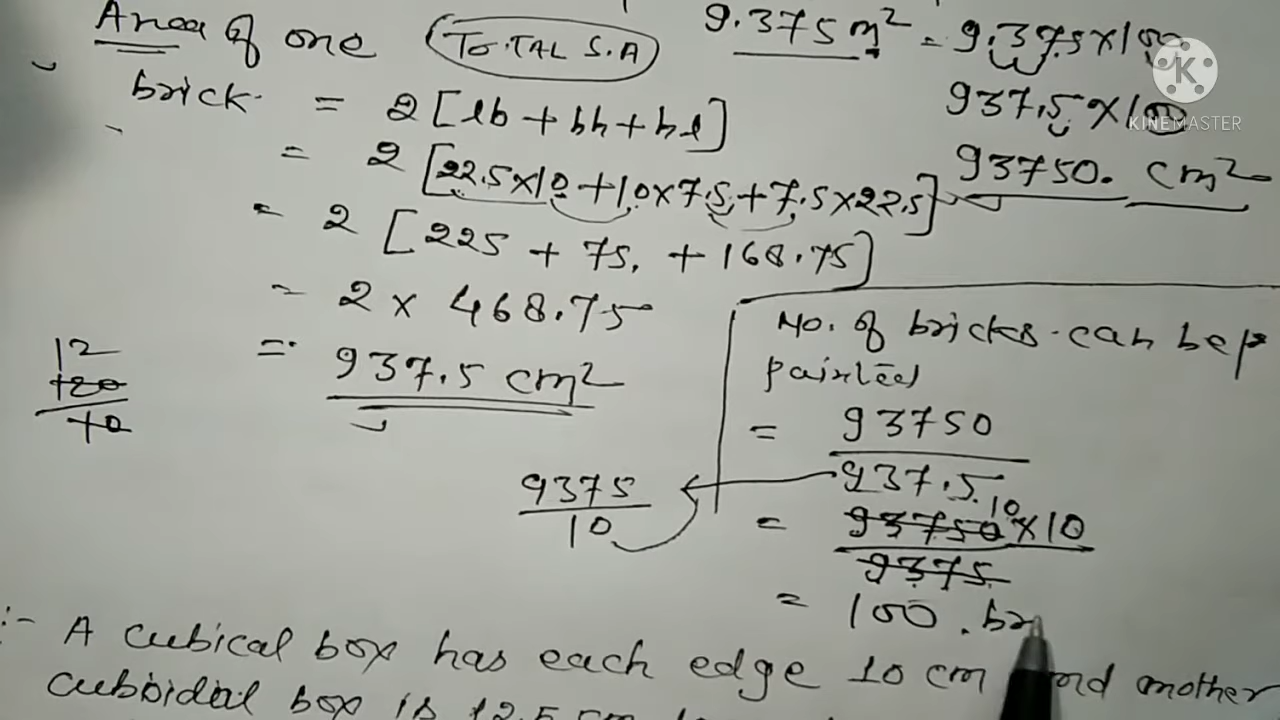 Area of one TOTAL S.A
brick = 2[lb + bh + hl]
= 2[22.5×10 + 10×7.5 + 7.5×22.5]
= 2[225 + 75. + 168.75]
= 2 × 468.75
= 937.5 cm²
9.375 m² = 9.375×100
937.5 × 100
93750. cm²
K
KINEMASTER
12
10
No. of bricks can be p
painted
= 93750
937.5
= 93750 10 × 10
9375
= 100. br
9375
10
:- A cubical box has each edge 10 cm and another
cuboidal box is 12.5 cm